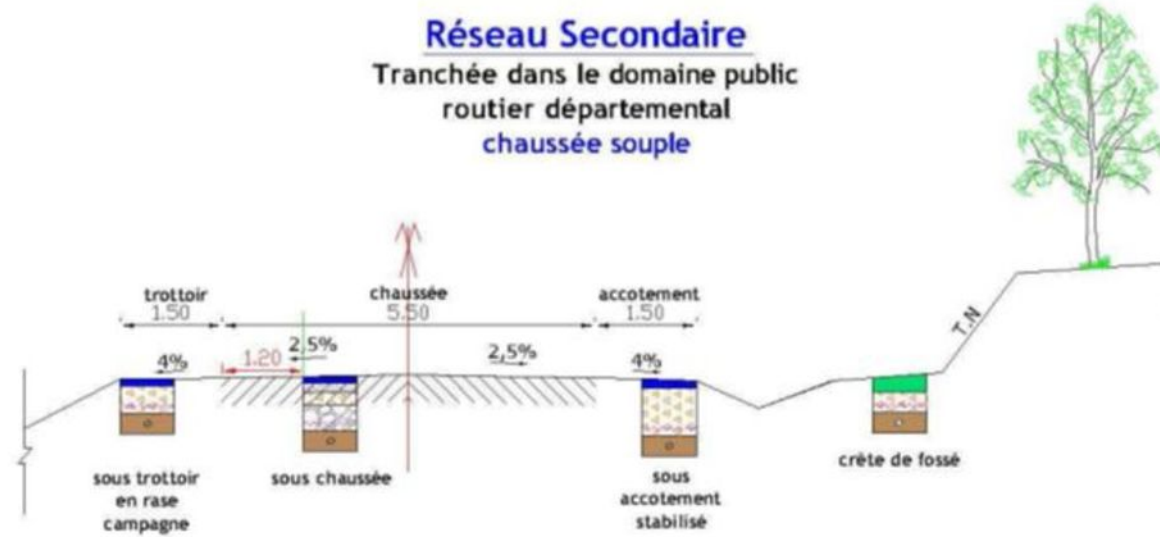 Réseau Secondaire
Tranchée dans le domaine public
routier départemental
chaussée souple
trottoir
chaussée
accotement
1.50
5.50
1.50
T.N
4%
1.20
2,5%
2,5%
4%
sous trottoir
en rase
campagne
sous chaussée
sous
accotement
stabilisé
crête de fossé